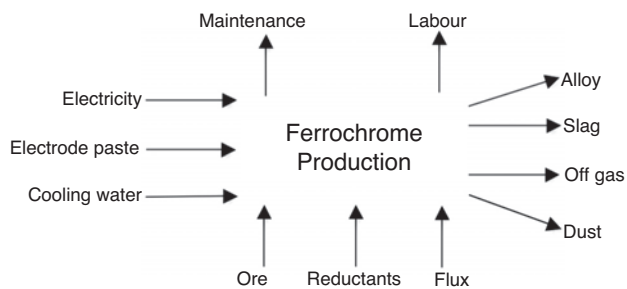 Maintenance
Labour
Electricity
Electrode paste
Cooling water
Ferrochrome
Production
Alloy
Slag
Off gas
Dust
Ore
Reductants
Flux